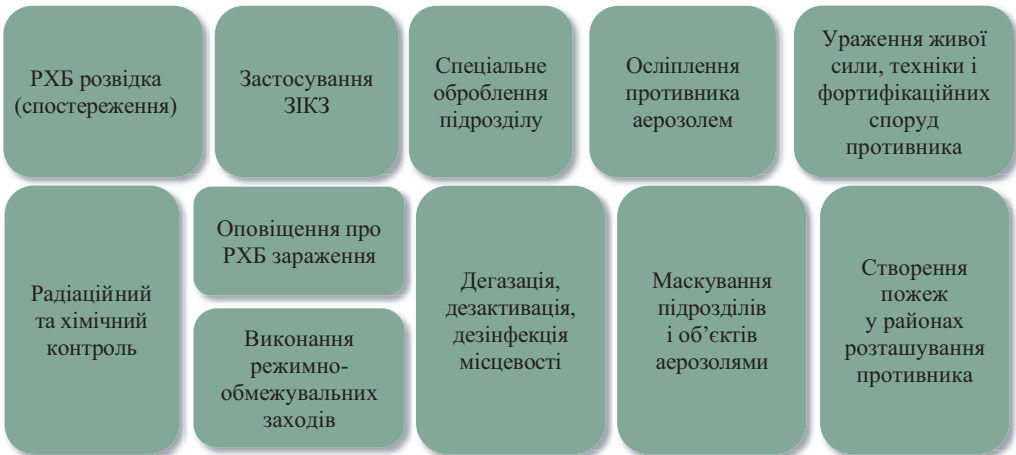 РХБ розвідка
(спостереження)
Застосування
ЗІКЗ
Спеціальне
оброблення
підрозділу
Осліплення
противника
аерозолем
Ураження живої
сили, техніки і
фортифікаційних
споруд
противника
Радіаційний
та хімічний
контроль
Оповіщення про
РХБ зараження
Виконання
режимно-
обмежувальних
заходів
Дегазація,
дезактивація,
дезінфекція
місцевості
Маскування
підрозділів
і об’єктів
аерозолями
Створення
пожеж
у районах
розташування
противника